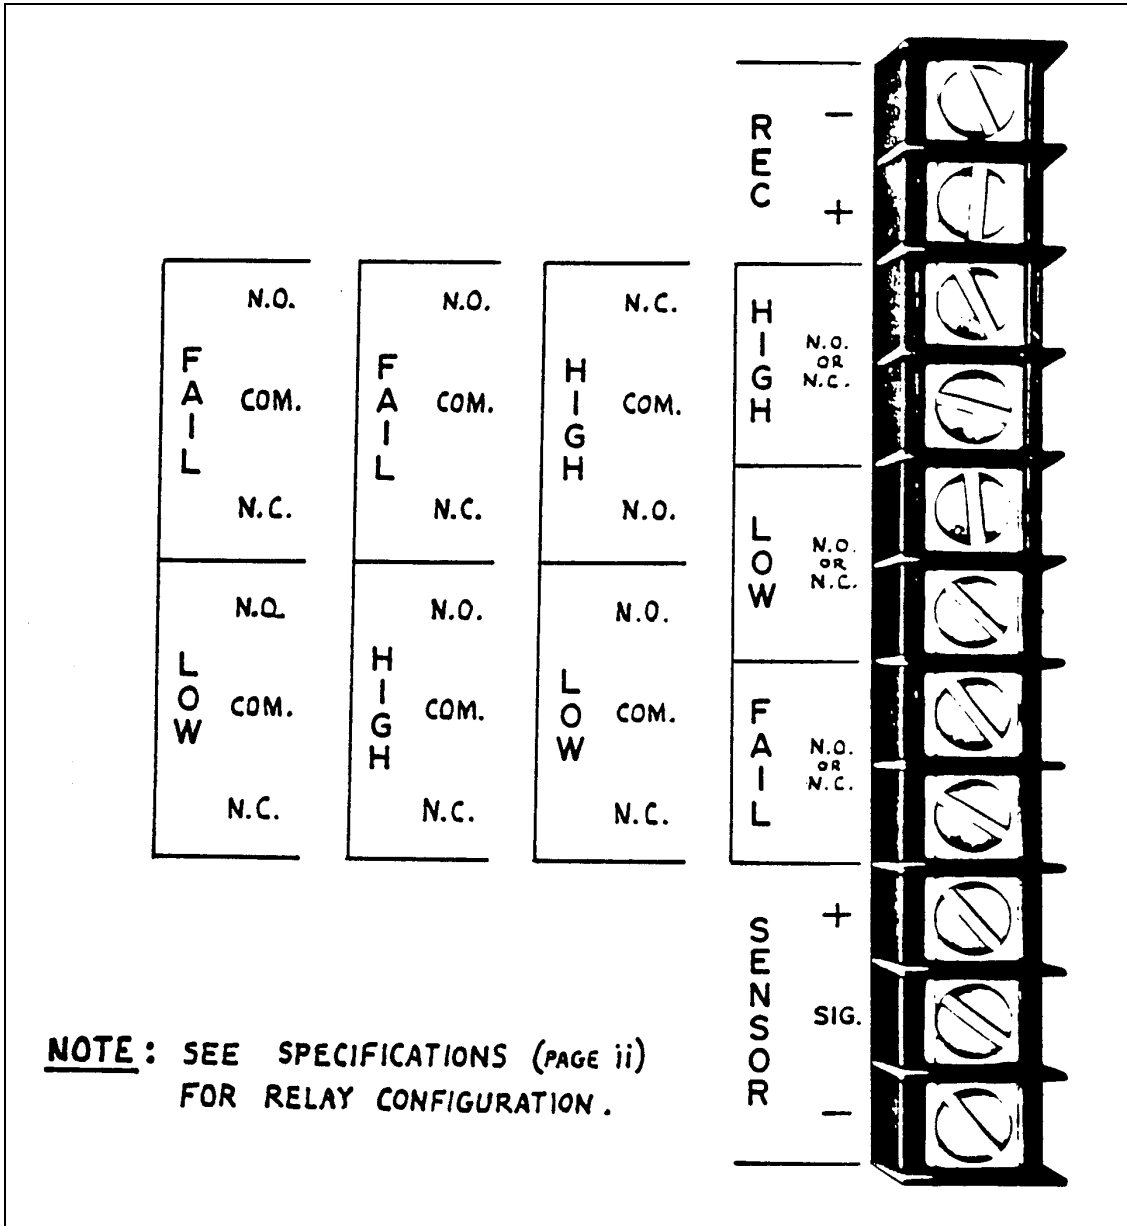 REC
−
+
FAIL
N.O.
COM.
N.C.
LOW
N.O.
COM.
N.C.
FAIL
N.O.
COM.
N.C.
HIGH
N.O.
COM.
N.C.
HIGH
N.C.
COM.
N.O.
LOW
N.O.
COM.
N.C.
HIGH
N.O.
OR
N.C.
LOW
N.O.
OR
N.C.
FAIL
N.O.
OR
N.C.
SENSOR
+
SIG.
−
NOTE: SEE SPECIFICATIONS (PAGE ii)
FOR RELAY CONFIGURATION.